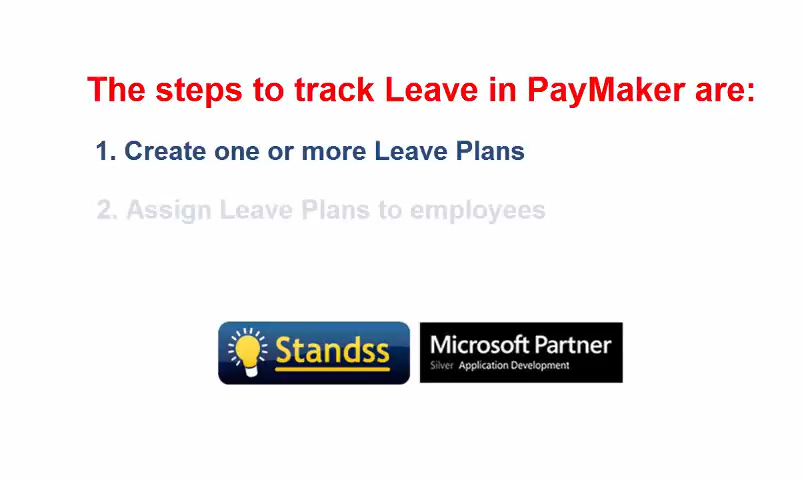 The steps to track Leave in PayMaker are:
1. Create one or more Leave Plans
2. Assign Leave Plans to employees
Standss
Microsoft Partner
Silver Application Development